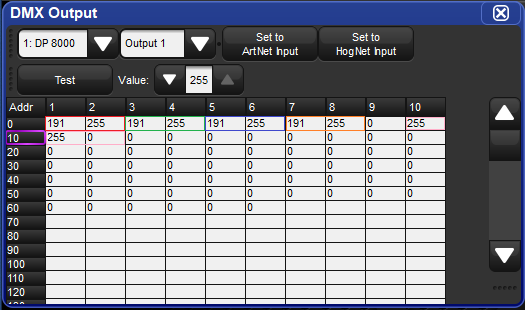 DMX Output
1: DP 8000 Output 1 Set to ArtNet Input Set to HogNet Input
Test Value: 255
Addr 1 2 3 4 5 6 7 8 9 10
0 191 255 191 255 191 255 191 255 0 255
10 255 0 0 0 0 0 0 0 0 0
20 0 0 0 0 0 0 0 0 0 0
30 0 0 0 0 0 0 0 0 0 0
40 0 0 0 0 0 0 0 0 0 0
50 0 0 0 0 0 0 0 0 0 0
60 0 0 0 0 0 0
70
80
90
100
110
120